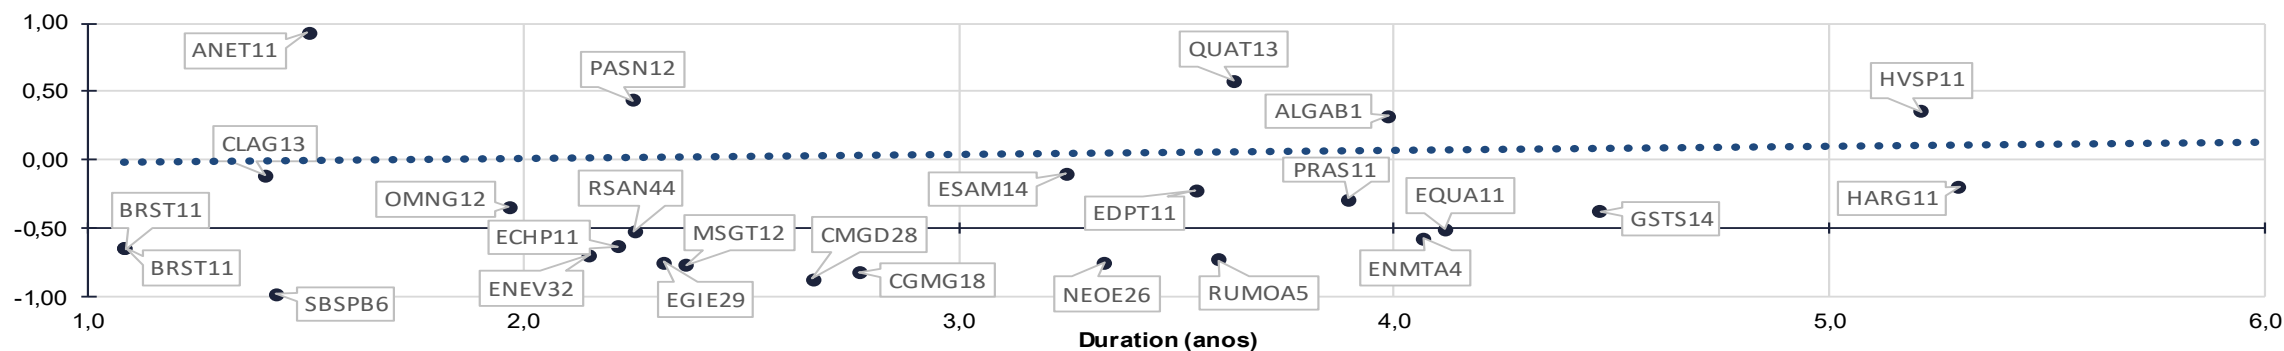 1,00
0,50
0,00
-0,50
-1,00
ANET11
PASN12
QUAT13
HVSP11
ALGAB1
CLAG13
PRAS11
RSAN44
ESAM14
EQUA11
OMNG12
HARG11
BRST11
EDPT11
GSTS14
ECHP11
MSGT12
CMGD28
BRST11
ENMTA4
CGMG18
ENEV32
RUMOA5
NEOE26
EGIE29
SBSPB6
1,0 2,0 3,0 4,0 5,0 6,0
Duration (anos)